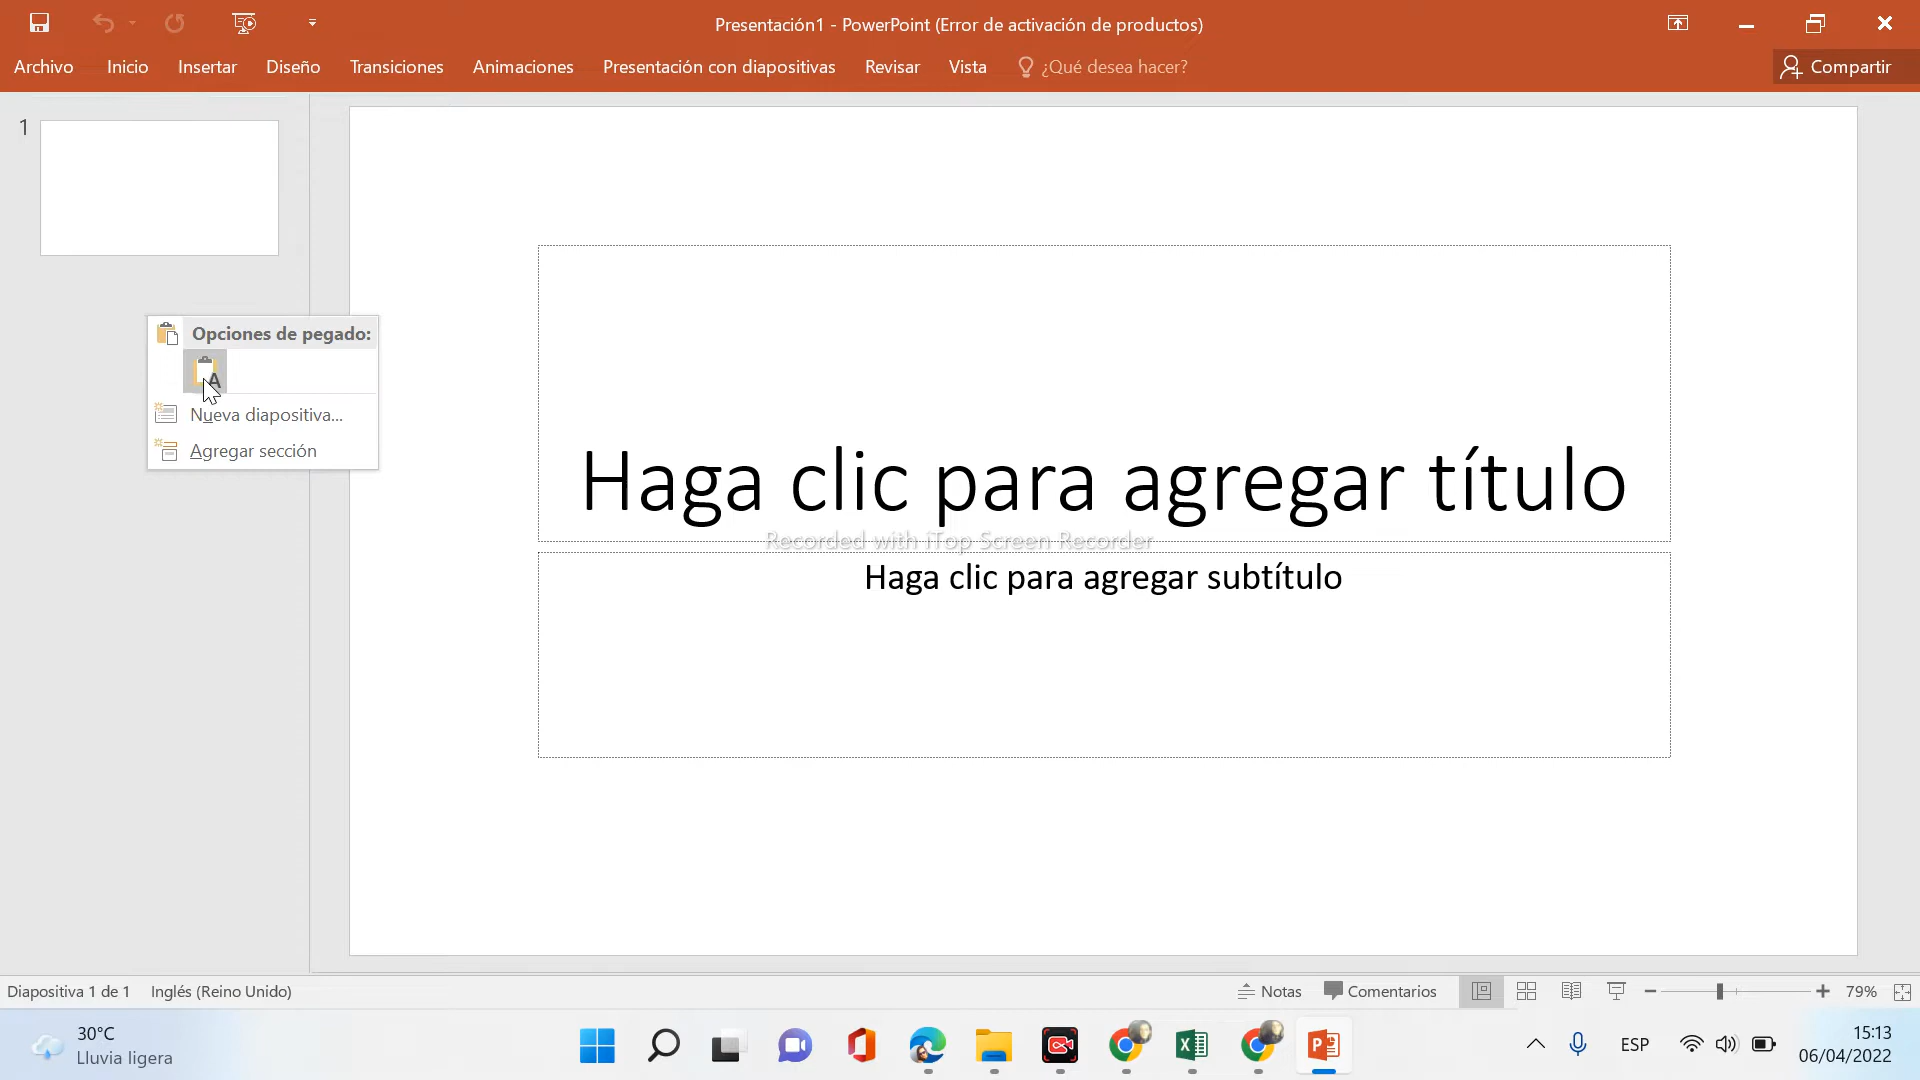 Presentación1 - PowerPoint (Error de activación de productos)
Archivo Inicio Insertar Diseño Transiciones Animaciones Presentación con diapositivas Revisar Vista ¿Qué desea hacer? Compartir
1
Opciones de pegado:
A
Nueva diapositiva...
Agregar sección
Haga clic para agregar título
Recorded with iTop Screen Recorder
Haga clic para agregar subtítulo
Diapositiva 1 de 1 Inglés (Reino Unido) Notas Comentarios 79%
30°C
Lluvia ligera
ESP
15:13
06/04/2022